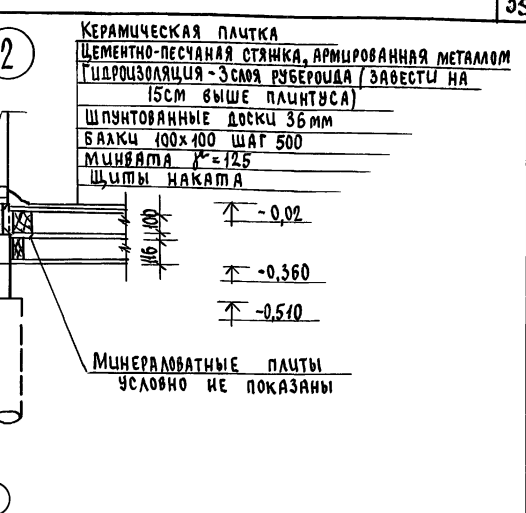 2
КЕРАМИЧЕСКАЯ ПЛИТКА
ЦЕМЕНТНО-ПЕСЧАНАЯ СТЯЖКА, АРМИРОВАННАЯ МЕТАЛЛОМ
ГИДРОИЗОЛЯЦИЯ - 3 СЛОЯ РУБЕРОИДА (ЗАВЕСТИ НА
15СМ ВЫШЕ ПЛИНТУСА)
ШПУНТОВАННЫЕ ДОСКИ 36 ММ
БАЛКИ 100х100 ШАГ 500
МИНВАТА γ=125
ЩИТЫ НАКАТА
100
116
-0,02
-0,360
-0,510
МИНЕРАЛОВАТНЫЕ ПЛИТЫ
УСЛОВНО НЕ ПОКАЗАНЫ